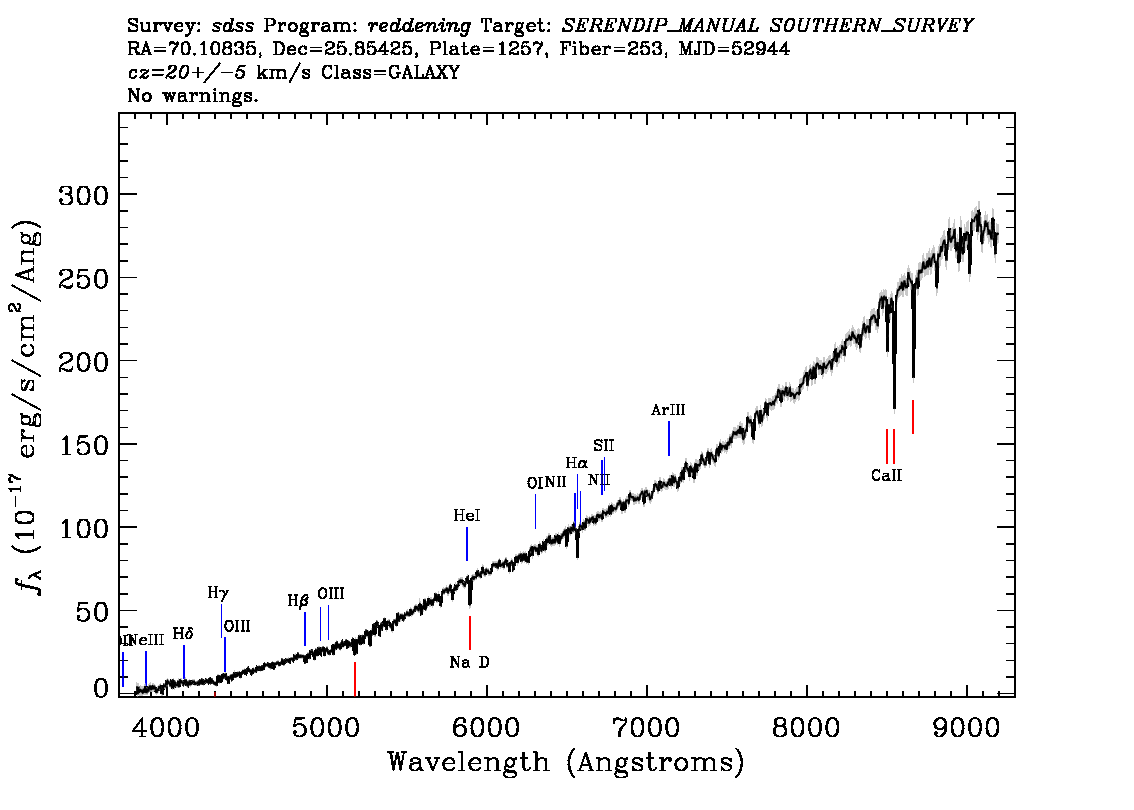 Survey: sdss Program: reddening Target: SERENDIP_MANUAL SOUTHERN_SURVEY
RA=70.10835, Dec=25.85425, Plate=1257, Fiber=253, MJD=52944
cz=20+/-5 km/s Class=GALAXY
No warnings.
300
250
200
150
100
50
0
f_λ (10^-17 erg/s/cm^2/Ang)
ArIII
SII
Hα
OI NII NII
HeI
CaII
Hγ
Hβ OIII
OIII
Hδ
NeIII
Na D
4000 5000 6000 7000 8000 9000
Wavelength (Angstroms)